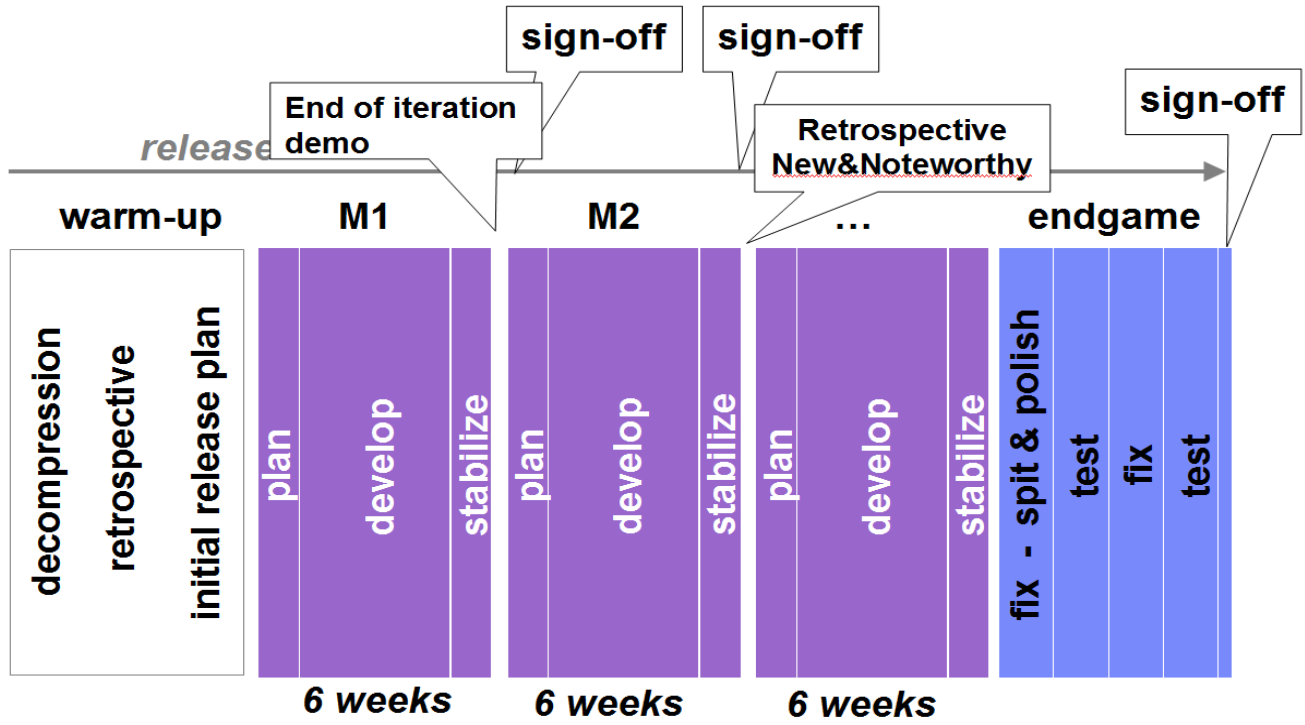 sign-off
sign-off
sign-off
End of iteration
demo
release
Retrospective
New&Noteworthy
warm-up
M1
M2
...
endgame
decompression
retrospective
initial release plan
plan
develop
stabilize
plan
develop
stabilize
plan
develop
stabilize
fix - spit & polish
test
fix
test
6 weeks
6 weeks
6 weeks